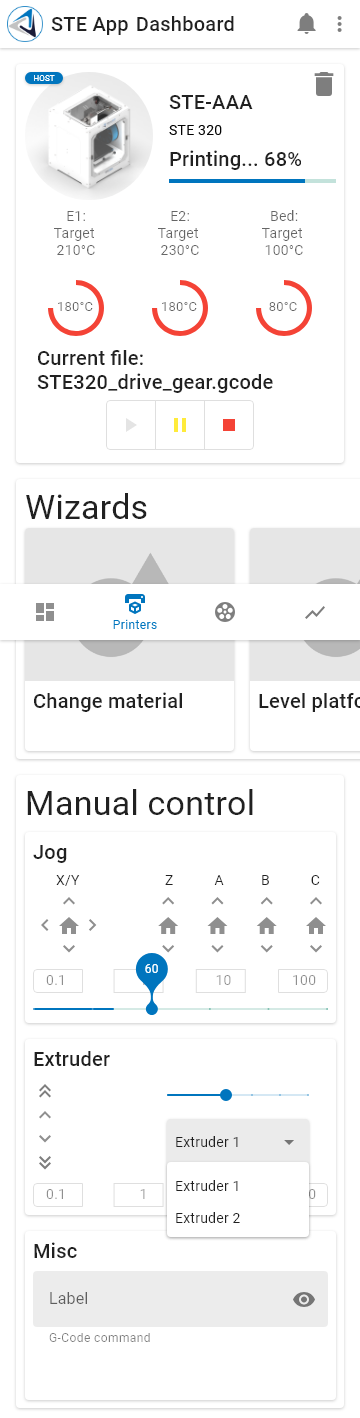 STE App Dashboard
HOST
STE-AAA
STE 320
Printing... 68%
E1:
Target
210°C
E2:
Target
230°C
Bed:
Target
100°C
180°C
180°C
80°C
Current file:
STE320_drive_gear.gcode
Wizards
Printers
Change material
Level platfo
Manual control
Jog
X/Y
Z
A
B
C
60
0.1
10
100
Extruder
Extruder 1
Extruder 1
Extruder 2
0.1
1
0
Misc
Label
G-Code command